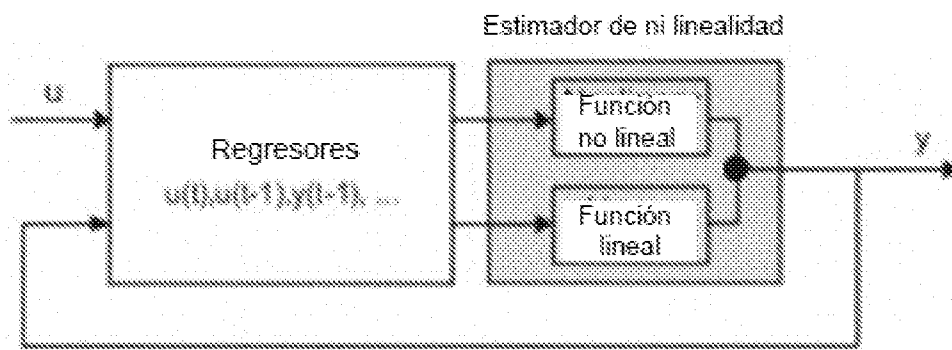 Estimador de ni linealidad
u
Regresores
u(t),u(t-1),y(t-1), ...
Función
no lineal
Función
lineal
y